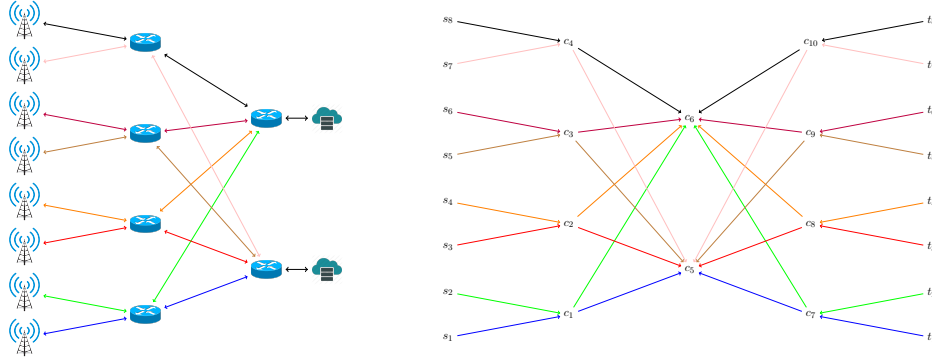 s₈
c₄
c₁₀
t
s₇
t
s₆
c₆
t
c₃
c₉
s₅
t
s₄
t
c₂
c₈
s₃
t
c₅
s₂
t
c₁
c₇
s₁
t